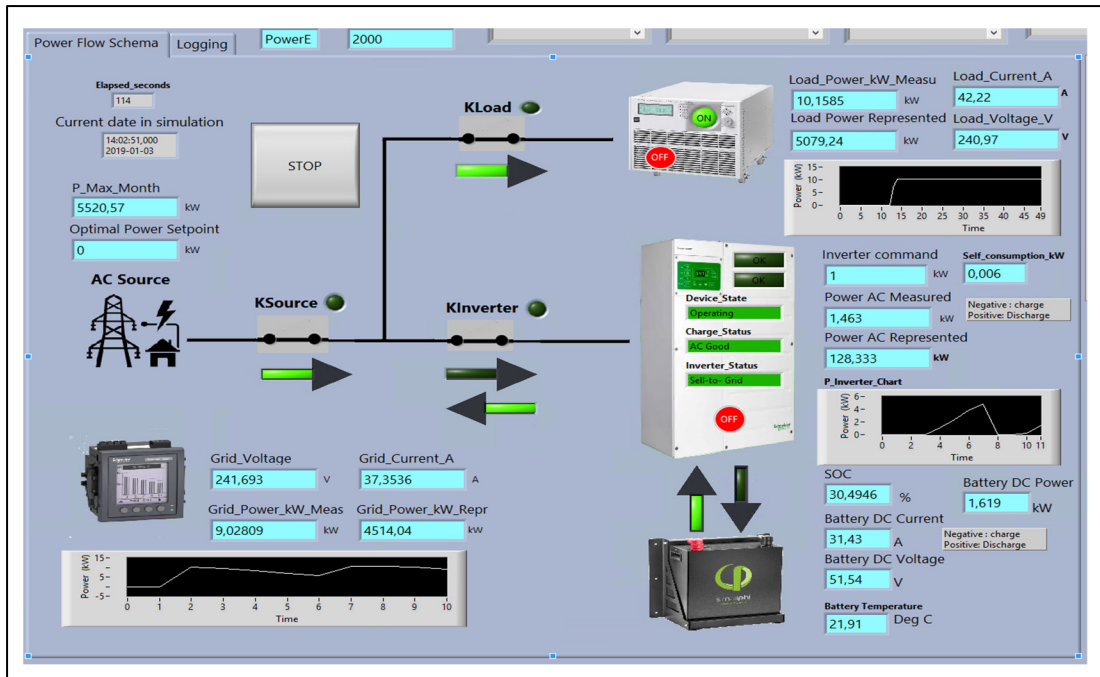 Power Flow Schema
Logging
PowerE
2000
Elapsed_seconds
114
Current date in simulation
14:02:51,000
2019-01-03
STOP
P_Max_Month
5520,57 kW
Optimal Power Setpoint
0 kW
AC Source
KSource
KLoad
KInverter
ON
OFF
Load_Power_kW_Measu
10,1585 kW
Load_Current_A
42,22 A
Load Power Represented
5079,24 kW
Load_Voltage_V
240,97 V
Power (kW)
15-
10-
5-
0-
0 5 10 15 20 25 30 35 40 45 49
Time
OK
OK
Device_State
Operating
Charge_Status
AC Good
Inverter_Status
Sell-to- Grid
OFF
Inverter command
1 kW
Self_consumption_kW
0,006
Power AC Measured
1,463 kW
Negative : charge
Positive: Discharge
Power AC Represented
128,333 kW
P_Inverter_Chart
Power (kW)
6-
4-
2-
0-
0 2 4 6 8 10 11
Time
Grid_Voltage
241,693 V
Grid_Current_A
37,3536 A
Grid_Power_kW_Meas
9,02809 kW
Grid_Power_kW_Repr
4514,04 kW
Power (kW)
15-
5-
-5-
0 1 2 3 4 5 6 7 8 9 10
Time
SOC
30,4946 %
Battery DC Power
1,619 kW
Battery DC Current
31,43 A
Negative : charge
Positive: Discharge
Battery DC Voltage
51,54 V
Battery Temperature
21,91 Deg C